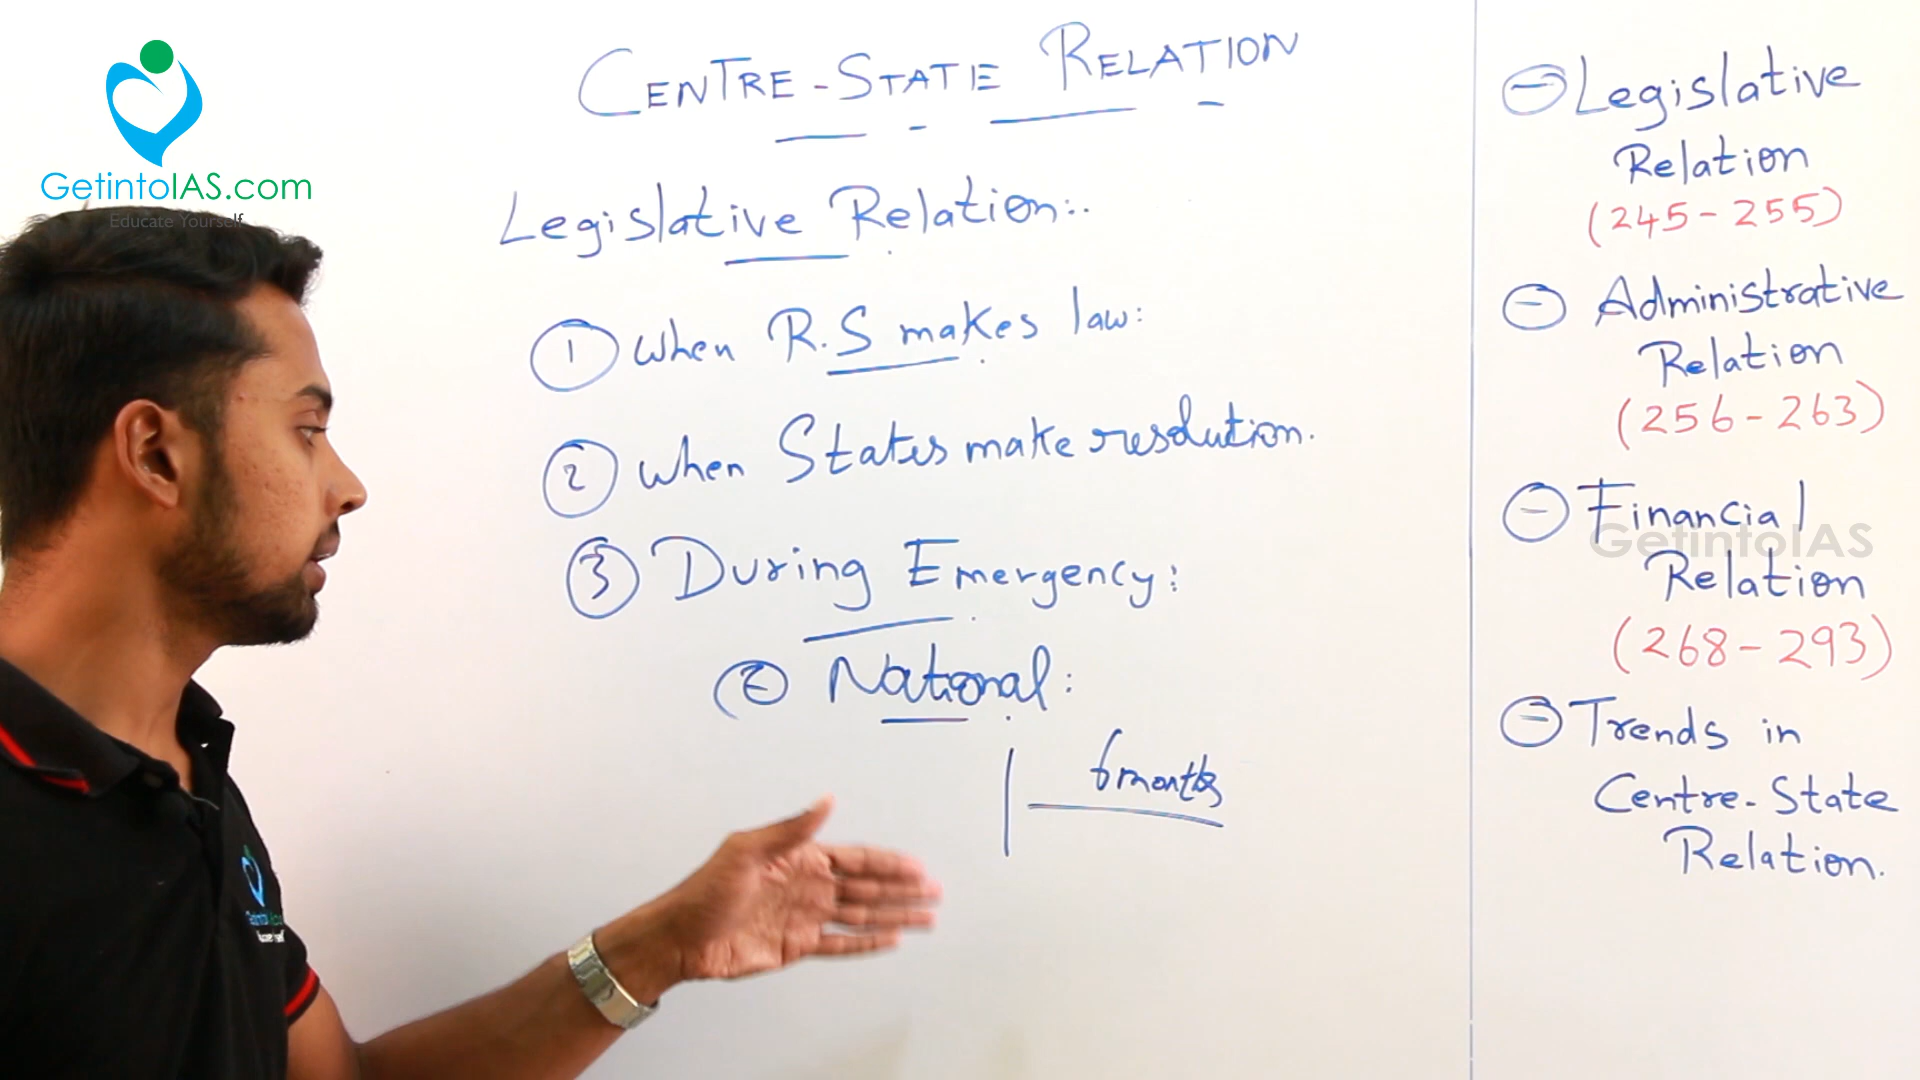 GetintoIAS.com
Educate Yourself
CENTRE-STATE RELATION
Legislative Relation:.
① When R.S makes law:
② When States make resolution.
③ During Emergency:
National:
6 months
⊖ Legislative
Relation
(245-255)
⊖ Administrative
Relation
(256-263)
⊖ Financial
GetintoIAS
Relation
(268-293)
⊖ Trends in
Centre-State
Relation.